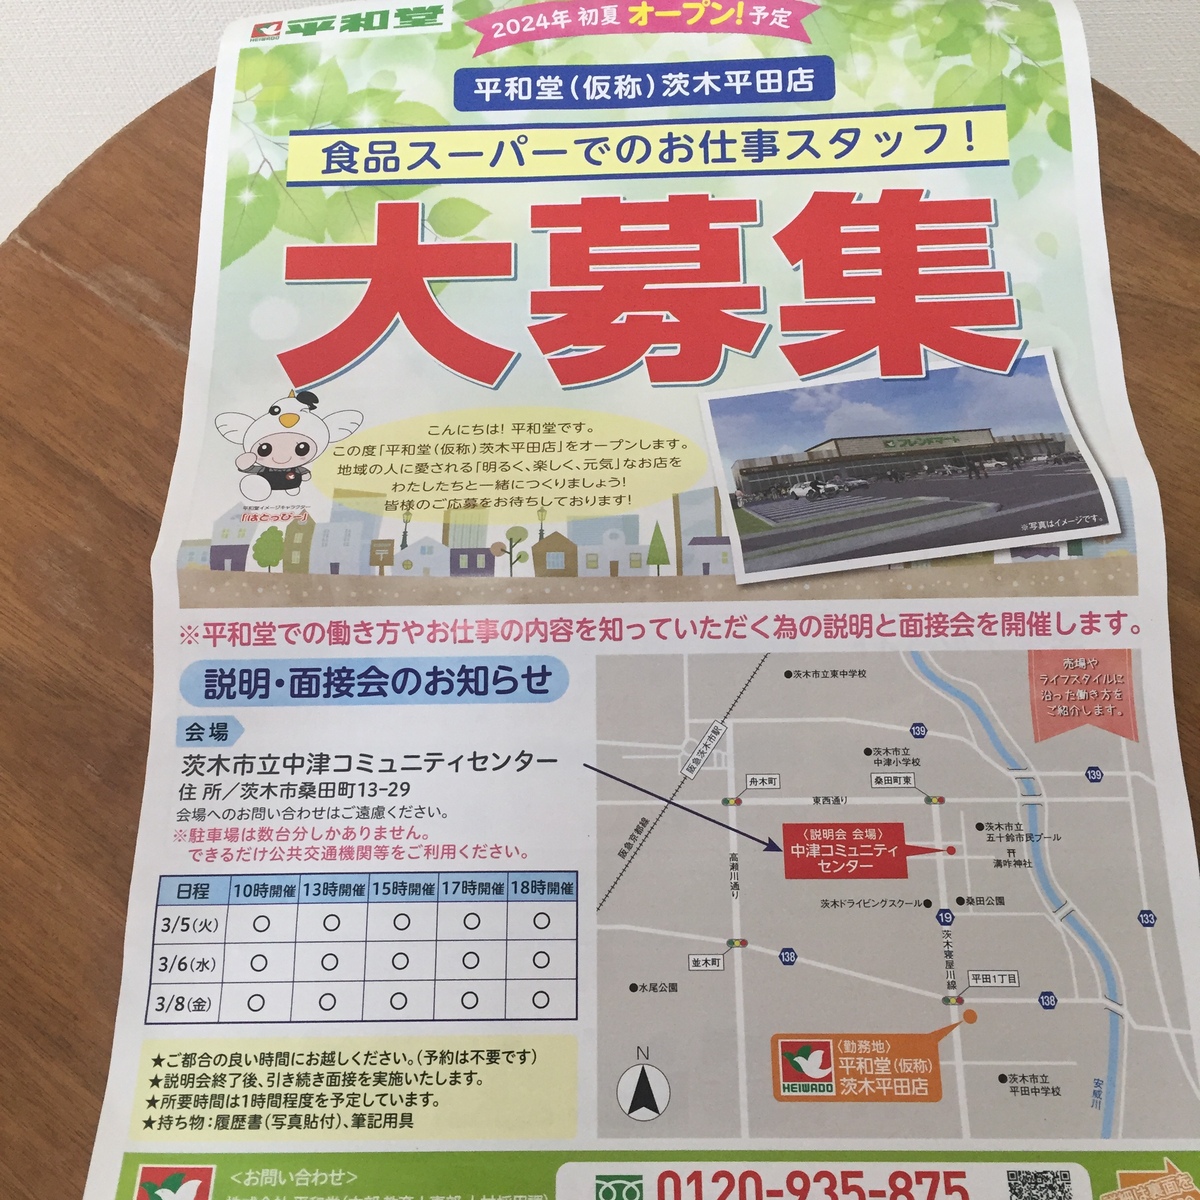 平和堂
HEIWADO
2024年 初夏 オープン!予定
平和堂(仮称)茨木平田店
食品スーパーでのお仕事スタッフ!
大募集
こんにちは! 平和堂です。
この度「平和堂(仮称)茨木平田店」をオープンします。
地域の人に愛される「明るく、楽しく、元気」なお店を
わたしたちと一緒につくりましょう!
皆様のご応募をお待ちしております!
平和堂イメージキャラクター
「はとっぴー」
フレンドマート
※写真はイメージです。
※平和堂での働き方やお仕事の内容を知っていただく為の説明と面接会を開催します。
説明・面接会のお知らせ
会場
茨木市立中津コミュニティセンター
住 所/茨木市桑田町13-29
会場へのお問い合わせはご遠慮ください。
※駐車場は数台分しかありません。
できるだけ公共交通機関等をご利用ください。
日程 10時開催 13時開催 15時開催 17時開催 18時開催
3/5(火) ○ ○ ○ ○ ○
3/6(水) ○ ○ ○ ○ ○
3/8(金) ○ ○ ○ ○ ○
★ご都合の良い時間にお越しください。(予約は不要です)
★説明会終了後、引き続き面接を実施いたします。
★所要時間は1時間程度を予定しています。
★持ち物:履歴書(写真貼付)、筆記用具
売場や
ライフスタイルに
沿った働き方を
ご紹介します。
●茨木市立東中学校
阪急茨木市駅
139
●茨木市立
中津小学校
139
舟木町
桑田町東
東西通り
阪急京都線
〈説明会 会場〉
中津コミュニティ
センター
●茨木市立
五十鈴市民プール
溝咋神社
高瀬川通り
茨木ドライビングスクール●
●桑田公園
19
133
茨木寝屋川線
並木町
138
平田1丁目
138
●水尾公園
N
〈勤務地〉
平和堂(仮称)
茨木平田店
HEIWADO
●茨木市立
平田中学校
安威川
<お問い合わせ>
0120-935-875